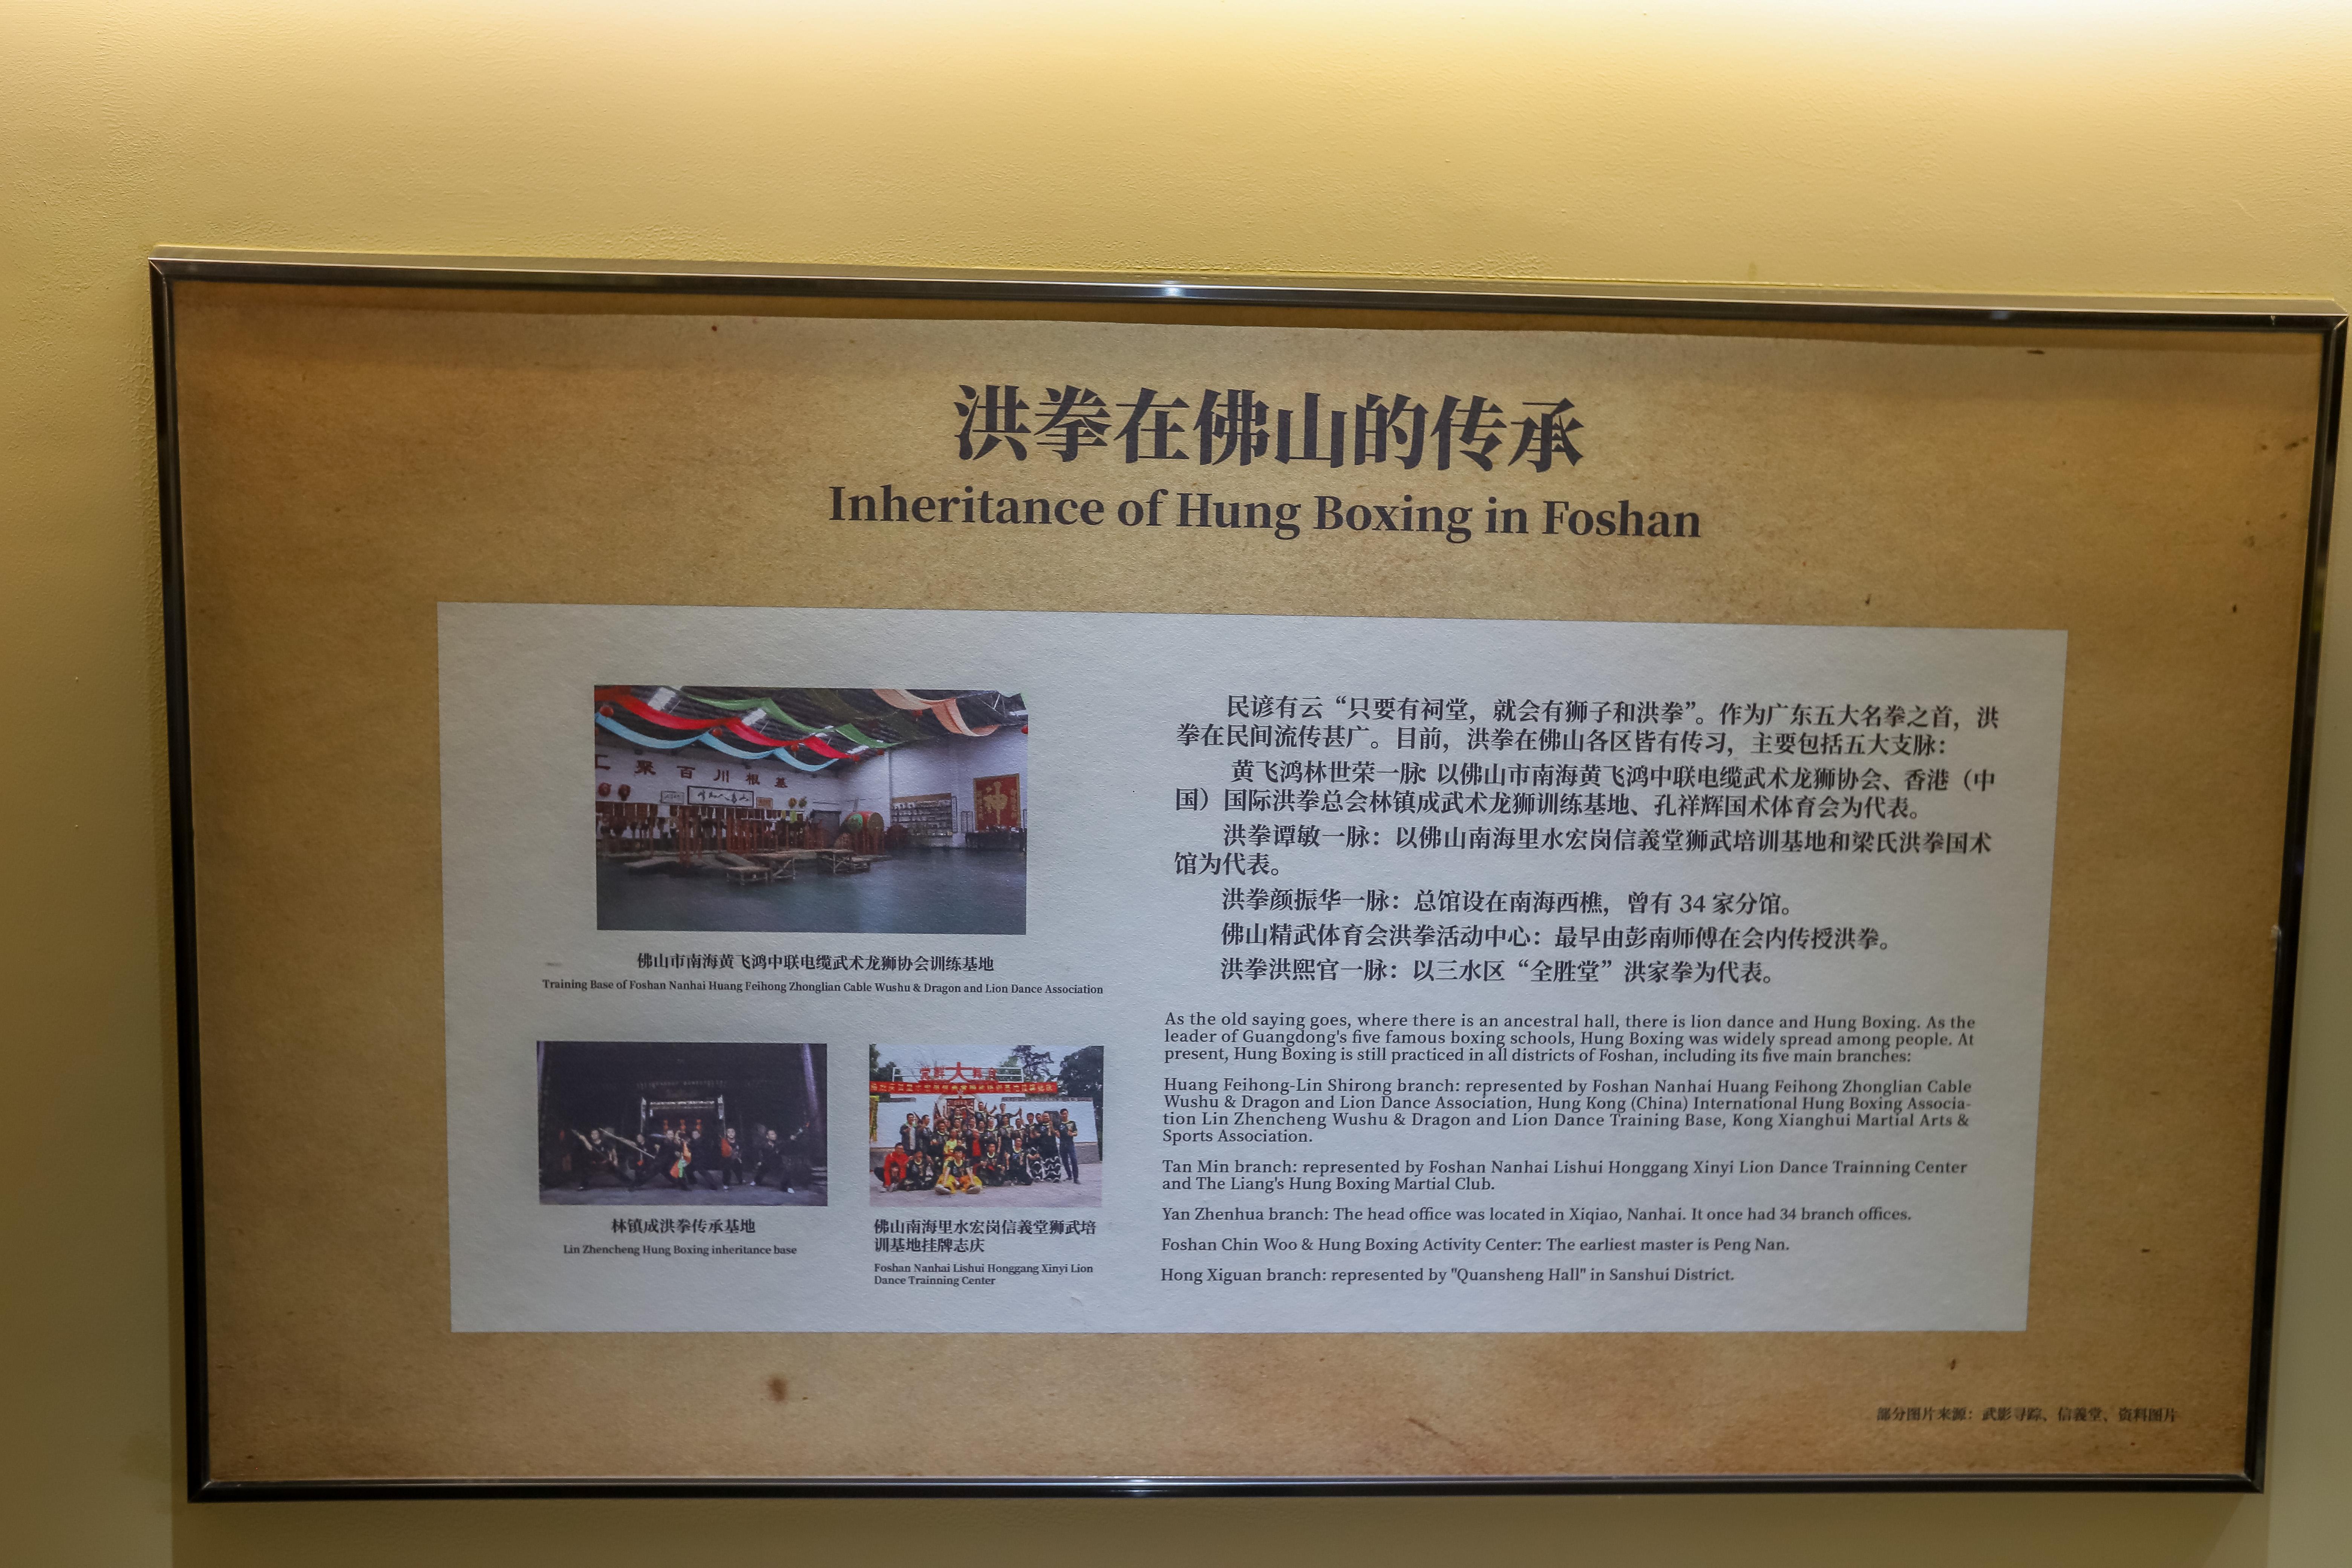 洪拳在佛山的传承
Inheritance of Hung Boxing in Foshan
汇聚百川 根基
神
佛山市南海黄飞鸿中联电缆武术龙狮协会训练基地
Training Base of Foshan Nanhai Huang Feihong Zhonglian Cable Wushu & Dragon and Lion Dance Association
林镇成洪拳传承基地
Lin Zhencheng Hung Boxing inheritance base
佛山南海里水宏岗信義堂狮武培
训基地挂牌志庆
Foshan Nanhai Lishui Honggang Xinyi Lion
Dance Trainning Center
民谚有云“只要有祠堂，就会有狮子和洪拳”。作为广东五大名拳之首，洪
拳在民间流传甚广。目前，洪拳在佛山各区皆有传习，主要包括五大支脉：
黄飞鸿林世荣一脉: 以佛山市南海黄飞鸿中联电缆武术龙狮协会、香港（中
国）国际洪拳总会林镇成武术龙狮训练基地、孔祥辉国术体育会为代表。
洪拳谭敏一脉：以佛山南海里水宏岗信義堂狮武培训基地和梁氏洪拳国术
馆为代表。
洪拳颜振华一脉：总馆设在南海西樵，曾有 34 家分馆。
佛山精武体育会洪拳活动中心：最早由彭南师傅在会内传授洪拳。
洪拳洪熙官一脉：以三水区“全胜堂”洪家拳为代表。
As the old saying goes, where there is an ancestral hall, there is lion dance and Hung Boxing. As the
leader of Guangdong's five famous boxing schools, Hung Boxing was widely spread among people. At
present, Hung Boxing is still practiced in all districts of Foshan, including its five main branches:
Huang Feihong-Lin Shirong branch: represented by Foshan Nanhai Huang Feihong Zhonglian Cable
Wushu & Dragon and Lion Dance Association, Hung Kong (China) International Hung Boxing Associa-
tion Lin Zhencheng Wushu & Dragon and Lion Dance Training Base, Kong Xianghui Martial Arts &
Sports Association.
Tan Min branch: represented by Foshan Nanhai Lishui Honggang Xinyi Lion Dance Trainning Center
and The Liang's Hung Boxing Martial Club.
Yan Zhenhua branch: The head office was located in Xiqiao, Nanhai. It once had 34 branch offices.
Foshan Chin Woo & Hung Boxing Activity Center: The earliest master is Peng Nan.
Hong Xiguan branch: represented by "Quansheng Hall" in Sanshui District.
部分图片来源：武影寻踪、信義堂、资料图片